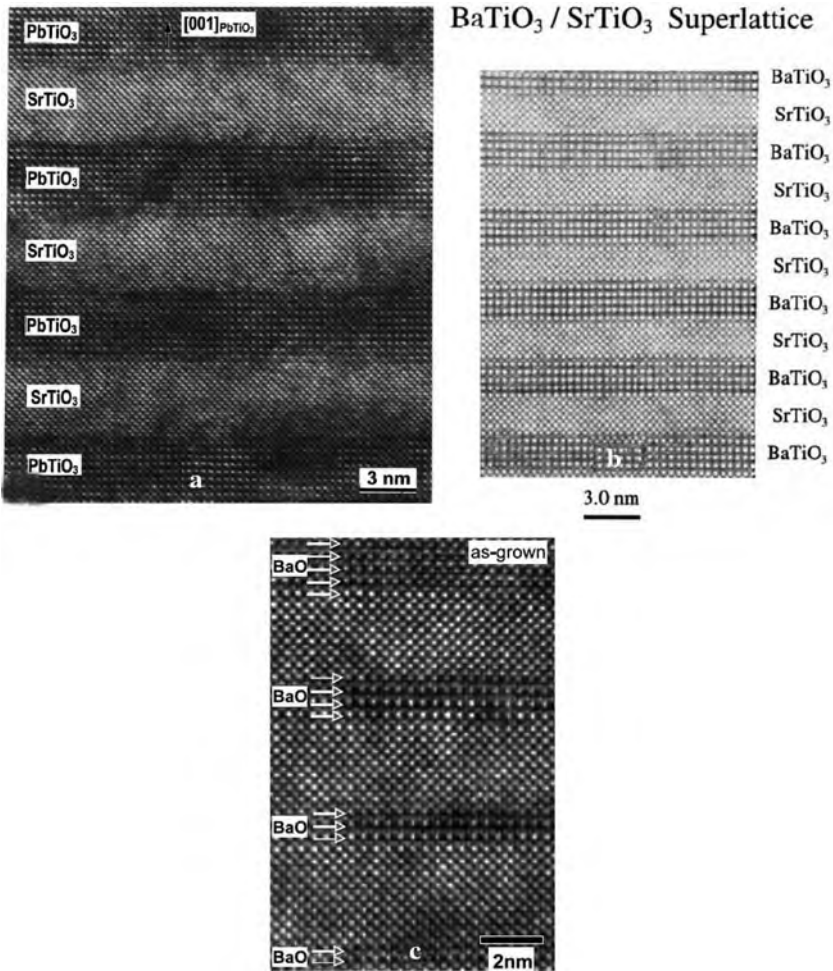 BaTiO3 / SrTiO3 Superlattice
PbTiO3
[001]PbTiO3
SrTiO3
PbTiO3
SrTiO3
PbTiO3
SrTiO3
PbTiO3
a
3 nm
BaTiO3
SrTiO3
BaTiO3
SrTiO3
BaTiO3
SrTiO3
BaTiO3
SrTiO3
BaTiO3
SrTiO3
BaTiO3
b
3.0 nm
as-grown
BaO
BaO
BaO
BaO
c
2nm